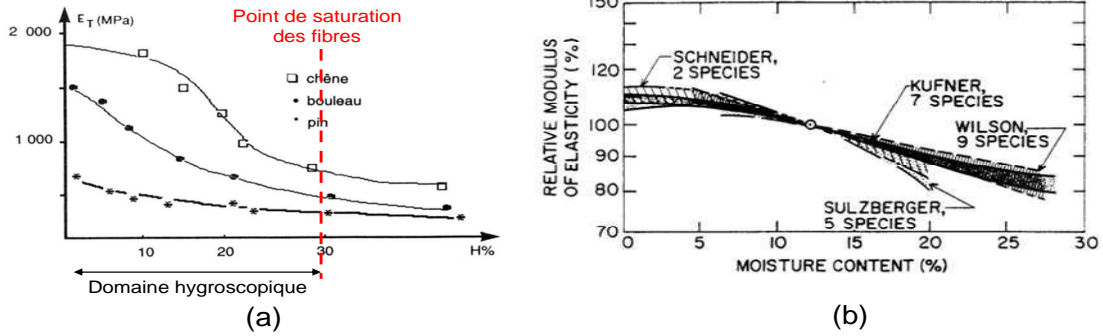 E_T (MPa)
2 000
1 000
Point de saturation
des fibres
chêne
bouleau
pin
10
20
30
H%
Domaine hygroscopique
(a)
RELATIVE MODULUS
OF ELASTICITY (%)
150
120
110
100
90
80
70
SCHNEIDER,
2 SPECIES
KUFNER,
7 SPECIES
WILSON,
9 SPECIES
SULZBERGER,
5 SPECIES
0
5
10
15
20
25
30
MOISTURE CONTENT (%)
(b)